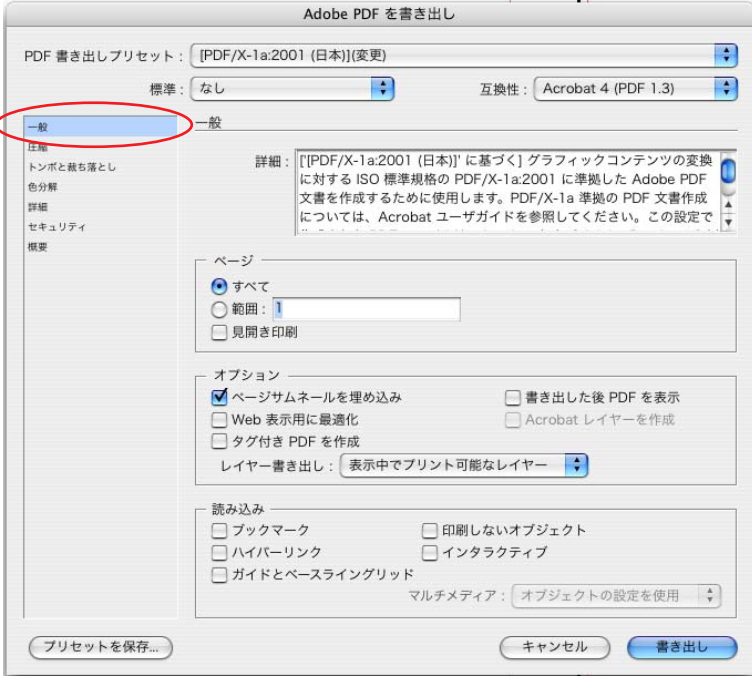 Adobe PDF を書き出し
PDF 書き出しプリセット : [PDF/X-1a:2001 (日本)](変更)
標準 : なし 互換性 : Acrobat 4 (PDF 1.3)
一般
圧縮
トンボと裁ち落とし
色分解
詳細
セキュリティ
概要
一般
詳細 : ['[PDF/X-1a:2001 (日本)]' に基づく] グラフィックコンテンツの変換
に対する ISO 標準規格の PDF/X-1a:2001 に準拠した Adobe PDF
文書を作成するために使用します。PDF/X-1a 準拠の PDF 文書作成
については、Acrobat ユーザガイドを参照してください。この設定で
ページ
すべて
範囲 : 1
見開き印刷
オプション
ページサムネールを埋め込み 書き出した後 PDF を表示
Web 表示用に最適化 Acrobat レイヤーを作成
タグ付き PDF を作成
レイヤー書き出し : 表示中でプリント可能なレイヤー
読み込み
ブックマーク 印刷しないオブジェクト
ハイパーリンク インタラクティブ
ガイドとベースライングリッド
マルチメディア : オブジェクトの設定を使用
プリセットを保存... キャンセル 書き出し